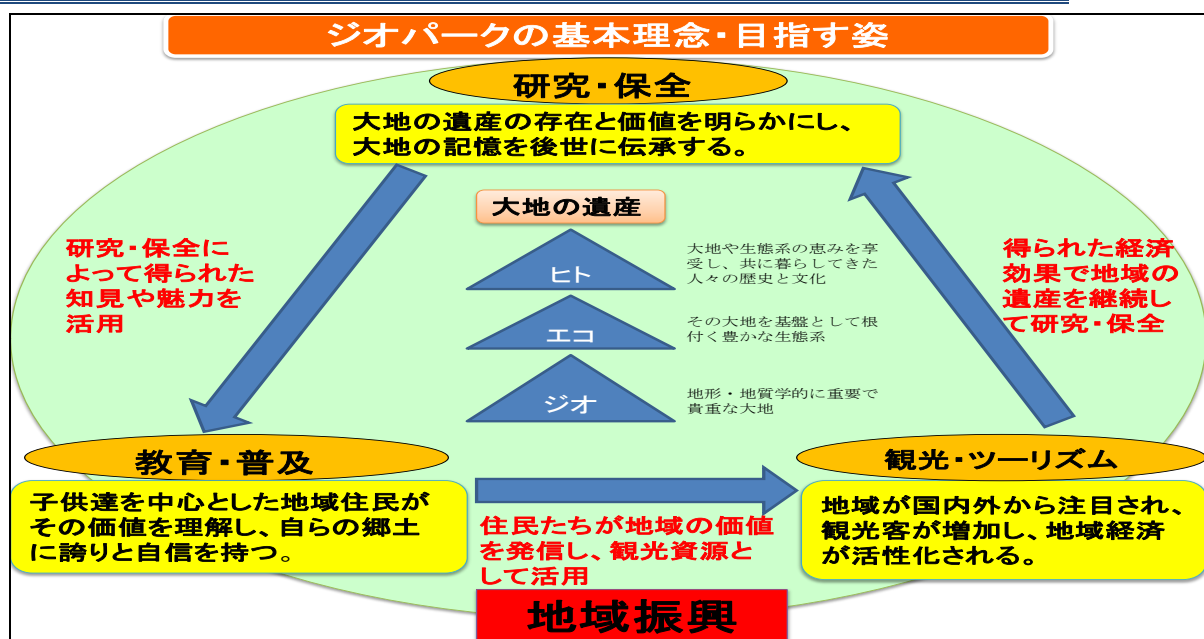 ジオパークの基本理念・目指す姿
研究・保全
大地の遺産の存在と価値を明らかにし、
大地の記憶を後世に伝承する。
大地の遺産
ヒト
大地や生態系の恵みを享
受し、共に暮らしてきた
人々の歴史と文化
エコ
その大地を基盤として根
付く豊かな生態系
ジオ
地形・地質学的に重要で
貴重な大地
研究・保全に
よって得られた
知見や魅力を
活用
得られた経済
効果で地域の
遺産を継続し
て研究・保全
教育・普及
子供達を中心とした地域住民が
その価値を理解し、自らの郷土
に誇りと自信を持つ。
住民たちが地域の価値
を発信し、観光資源と
して活用
観光・ツーリズム
地域が国内外から注目され、
観光客が増加し、地域経済
が活性化される。
地域振興